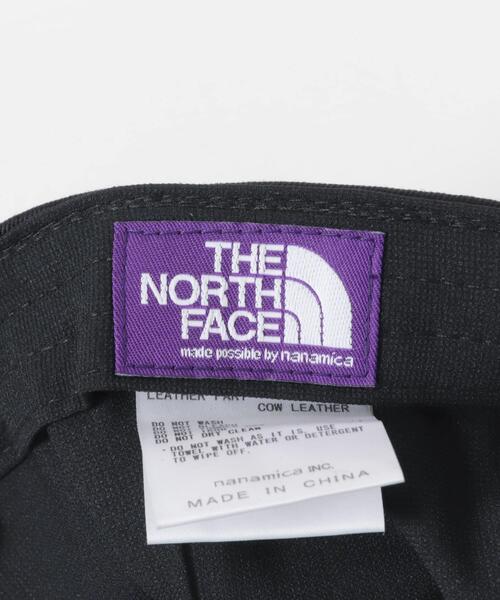 THE
NORTH
FACE
made possible by nanamica
LEATHER PART
COW LEATHER
DO NOT WASH
DO NOT
DO NOT DRY CLEAN
DO NOT WASH AS IT IS, USE
TOWEL WITH WATER OR DETERGENT
TO WIPE OFF.
nanamica INC.
MADE IN CHINA